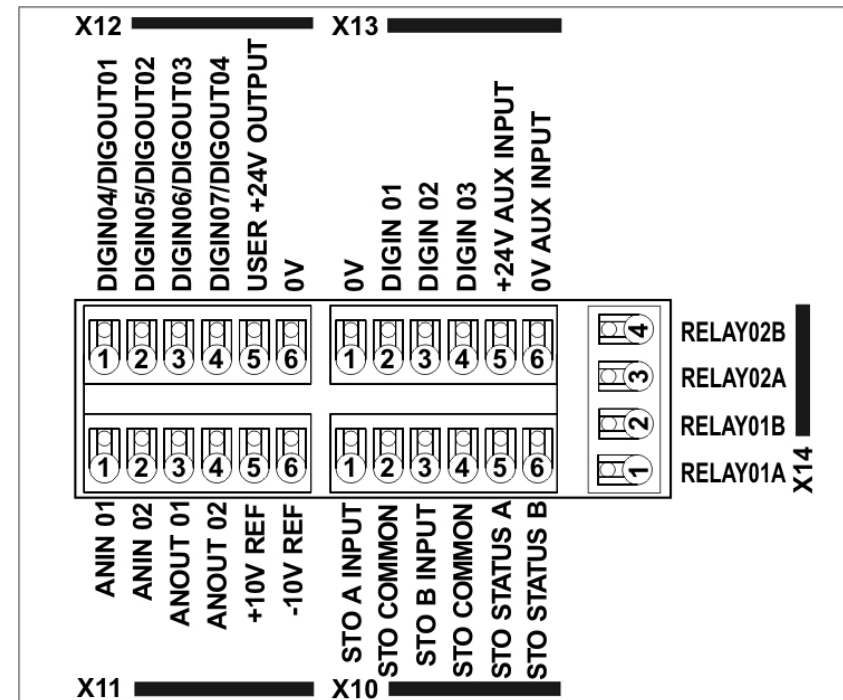 X12
X13
DIGIN04/DIGOUT01
DIGIN05/DIGOUT02
DIGIN06/DIGOUT03
DIGIN07/DIGOUT04
USER +24V OUTPUT
0V
0V
DIGIN 01
DIGIN 02
DIGIN 03
+24V AUX INPUT
0V AUX INPUT
1 2 3 4 5 6
1 2 3 4 5 6
4 RELAY02B
3 RELAY02A
2 RELAY01B
1 RELAY01A
X14
1 2 3 4 5 6
1 2 3 4 5 6
ANIN 01
ANIN 02
ANOUT 01
ANOUT 02
+10V REF
-10V REF
STO A INPUT
STO COMMON
STO B INPUT
STO COMMON
STO STATUS A
STO STATUS B
X11
X10